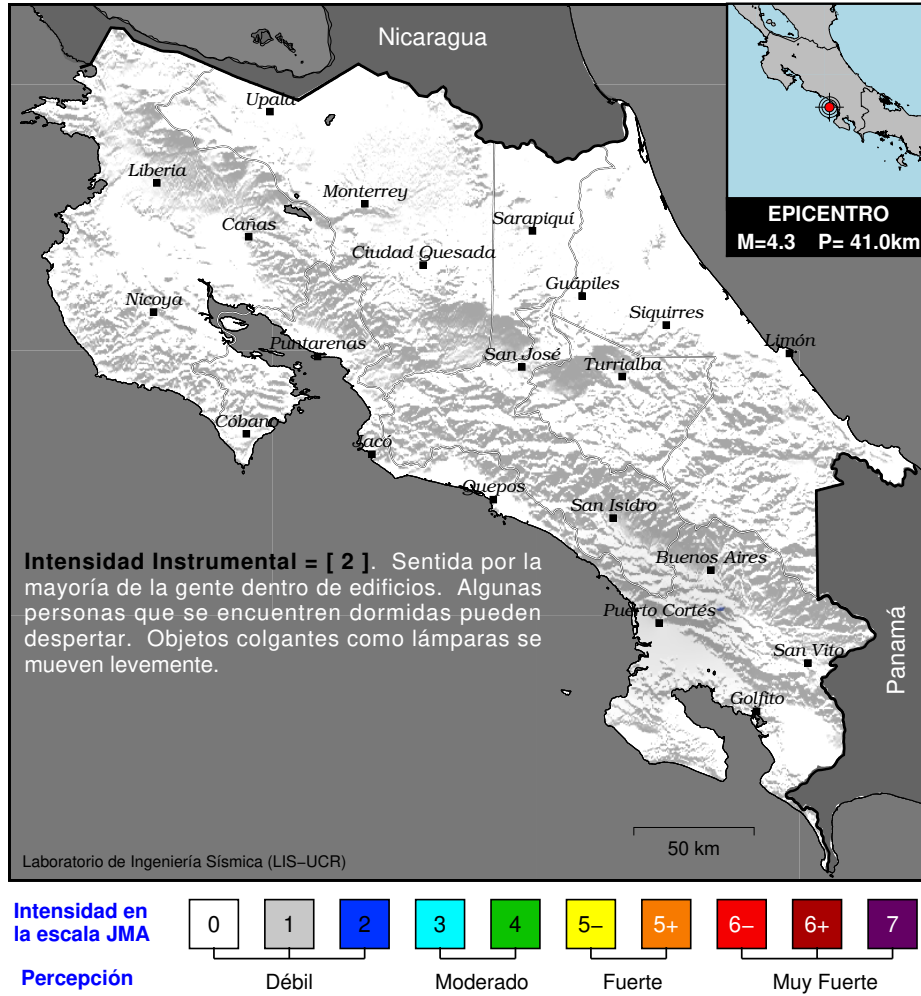 Nicaragua
Upala
Liberia
Monterrey
Cañas
Sarapiquí
Ciudad Quesada
Guápiles
Nicoya
Siquirres
Puntarenas
San José
Limón
Turrialba
Cóbano
Jacó
Quepos
San Isidro
Buenos Aires
Puerto Cortés
San Vito
Golfito
Panamá
EPICENTRO
M=4.3 P= 41.0km
Intensidad Instrumental = [ 2 ]. Sentida por la
mayoría de la gente dentro de edificios. Algunas
personas que se encuentren dormidas pueden
despertar. Objetos colgantes como lámparas se
mueven levemente.
50 km
Laboratorio de Ingeniería Sísmica (LIS−UCR)
Intensidad en
la escala JMA
0 1 2 3 4 5− 5+ 6− 6+ 7
Percepción
Débil Moderado Fuerte Muy Fuerte